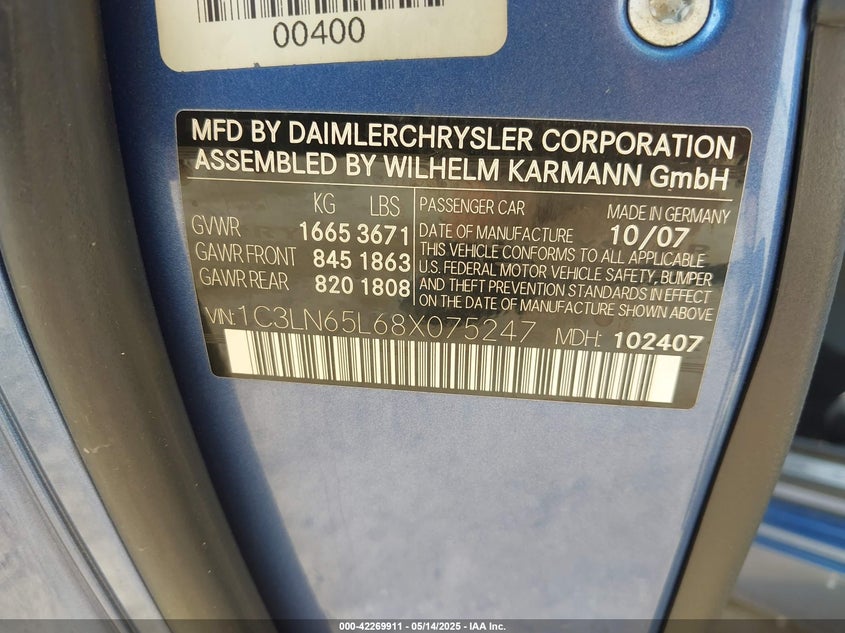 00400
MFD BY DAIMLERCHRYSLER CORPORATION
ASSEMBLED BY WILHELM KARMANN GmbH
KG LBS
GVWR 1665 3671
GAWR FRONT 845 1863
GAWR REAR 820 1808
PASSENGER CAR MADE IN GERMANY
DATE OF MANUFACTURE 10/07
THIS VEHICLE CONFORMS TO ALL APPLICABLE
U.S. FEDERAL MOTOR VEHICLE SAFETY, BUMPER
AND THEFT PREVENTION STANDARDS IN EFFECT
ON THE DATE OF MANUFACTURE SHOWN ABOVE
VIN: 1C3LN65L68X075247 MDH: 102407
000-42269911 - 05/14/2025 - IAA Inc.